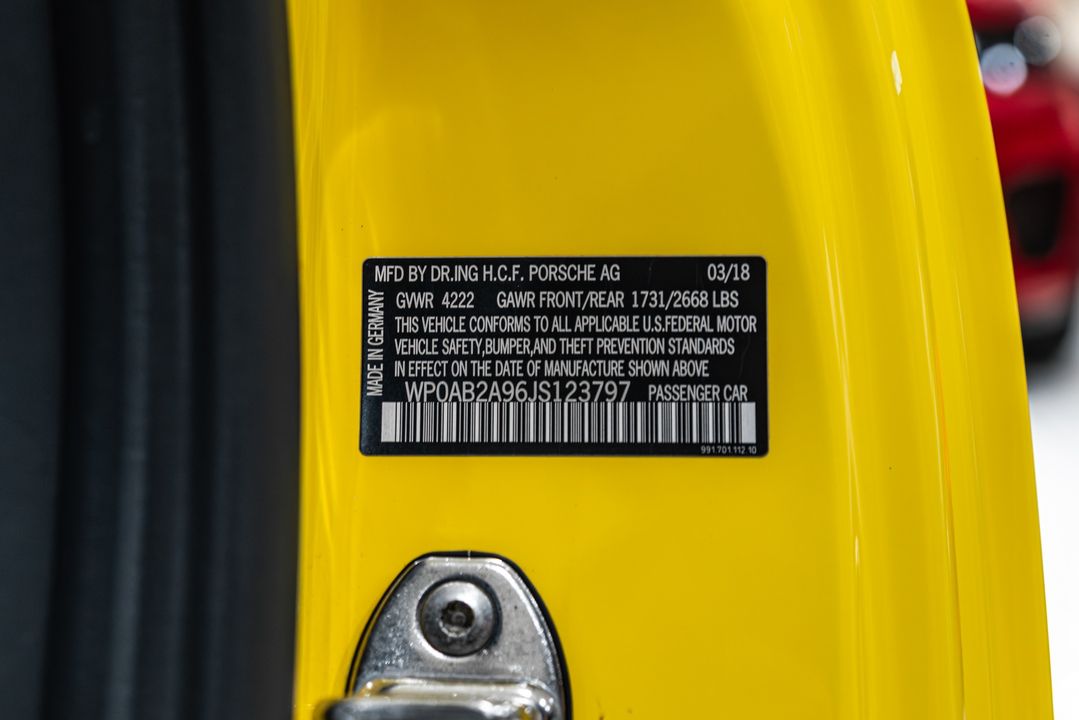 MFD BY DR.ING H.C.F. PORSCHE AG 03/18
GVWR 4222 GAWR FRONT/REAR 1731/2668 LBS
THIS VEHICLE CONFORMS TO ALL APPLICABLE U.S.FEDERAL MOTOR
VEHICLE SAFETY,BUMPER,AND THEFT PREVENTION STANDARDS
IN EFFECT ON THE DATE OF MANUFACTURE SHOWN ABOVE
MADE IN GERMANY
WP0AB2A96JS123797 PASSENGER CAR
991.701.112.10